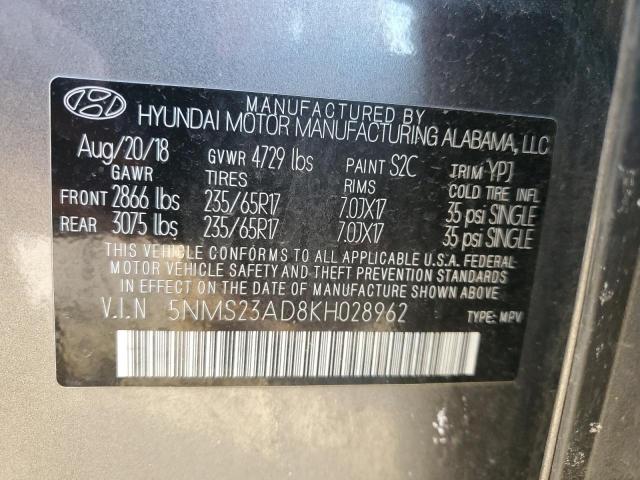 MANUFACTURED BY
HYUNDAI MOTOR MANUFACTURING ALABAMA, LLC
Aug/20/18 GVWR 4729 lbs PAINT S2C IRIM YPJ
GAWR TIRES RIMS COLD TIRE INFL
FRONT 2866 lbs 235/65R17 7.0JX17 35 psi SINGLE
REAR 3075 lbs 235/65R17 7.0JX17 35 psi SINGLE
THIS VEHICLE CONFORMS TO ALL APPLICABLE U.S.A. FEDERAL
MOTOR VEHICLE SAFETY AND THEFT PREVENTION STANDARDS
IN EFFECT ON THE DATE OF MANUFACTURE SHOWN ABOVE.
V.I.N 5NMS23AD8KH028962 TYPE: MPV